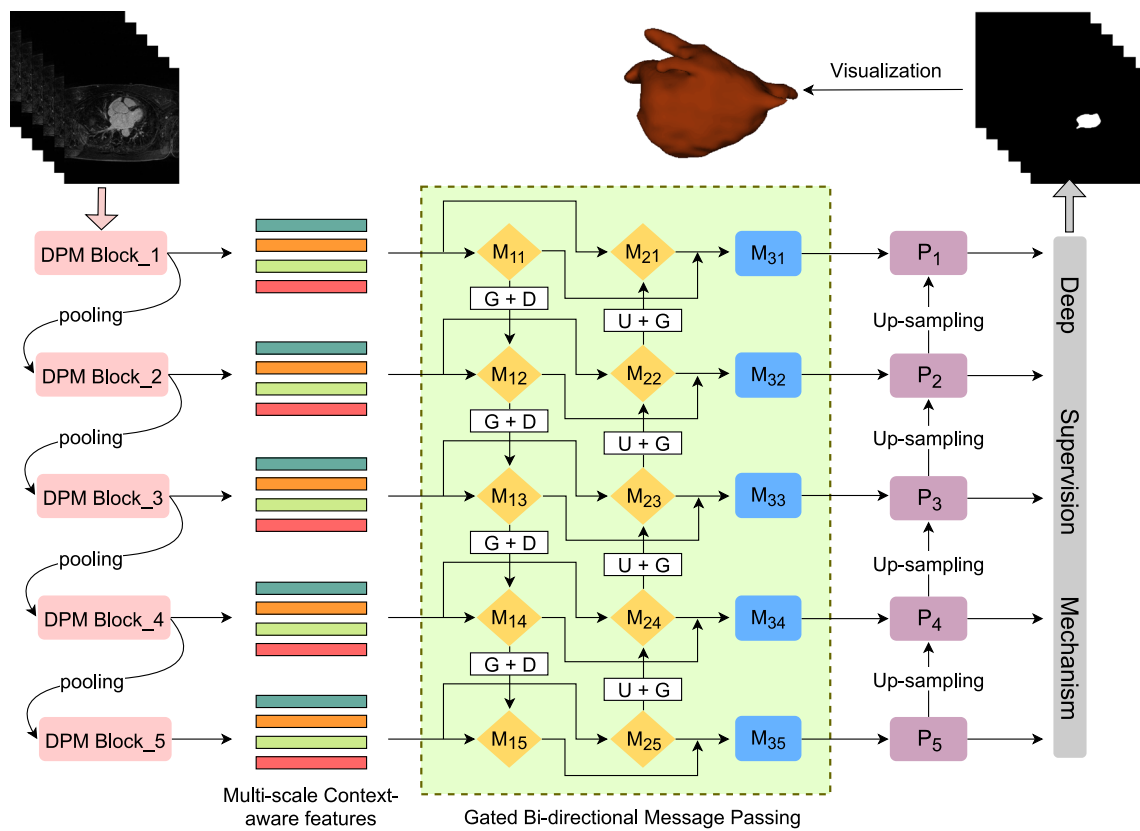 Visualization
DPM Block_1
M11
M21
M31
P1
G + D
U + G
pooling
Up-sampling
DPM Block_2
M12
M22
M32
P2
G + D
U + G
pooling
Up-sampling
DPM Block_3
M13
M23
M33
P3
G + D
U + G
pooling
Up-sampling
DPM Block_4
M14
M24
M34
P4
G + D
U + G
pooling
Up-sampling
DPM Block_5
M15
M25
M35
P5
Deep Supervision Mechanism
Multi-scale Context-
aware features
Gated Bi-directional Message Passing